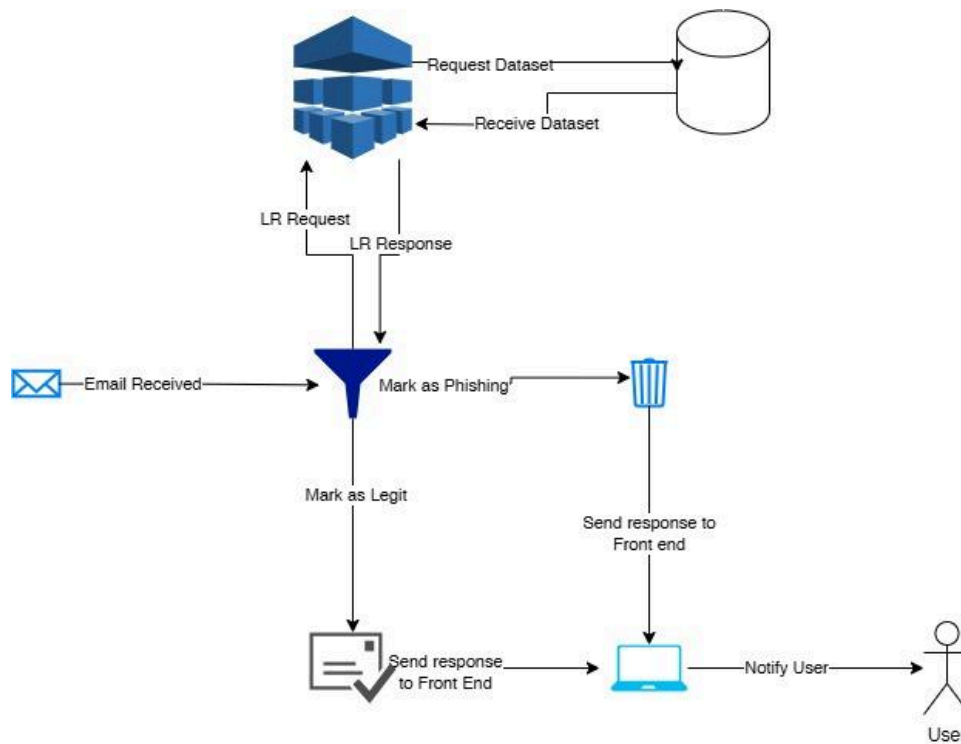 Request Dataset
Receive Dataset
LR Request
LR Response
Email Received
Mark as Phishing
Mark as Legit
Send response to
Front end
Send response
to Front End
Notify User
Use